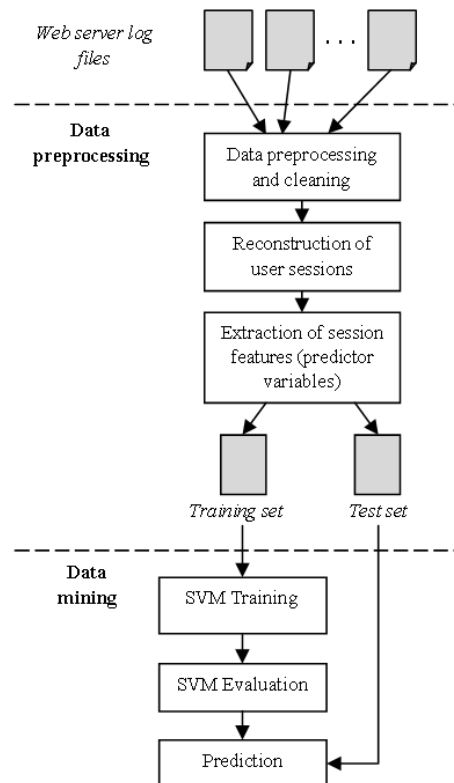 Web server log
files
. . .
Data
preprocessing
Data preprocessing
and cleaning
Reconstruction of
user sessions
Extraction of session
features (predictor
variables)
Training set
Test set
Data
mining
SVM Training
SVM Evaluation
Prediction